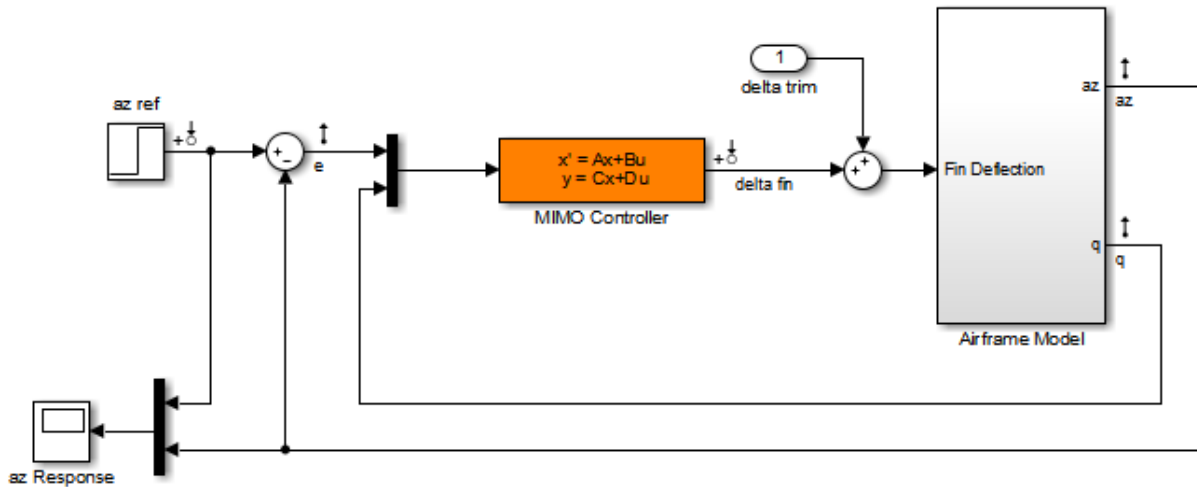 1
delta trim
az ref
+
+
-
e
x' = Ax+Bu
y = Cx+Du
MIMO Controller
+
delta fin
+
+
Fin Deflection
az
az
q
q
Airframe Model
az Response